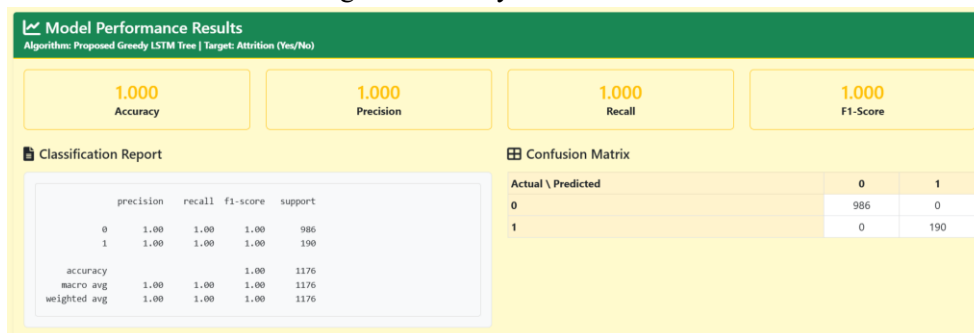 Model Performance Results
Algorithm: Proposed Greedy LSTM Tree | Target: Attrition (Yes/No)
1.000 1.000 1.000 1.000
Accuracy Precision Recall F1-Score
Classification Report
precision recall f1-score support
0 1.00 1.00 1.00 986
1 1.00 1.00 1.00 190
accuracy 1.00 1176
macro avg 1.00 1.00 1.00 1176
weighted avg 1.00 1.00 1.00 1176
Confusion Matrix
Actual \ Predicted 0 1
0 986 0
1 0 190